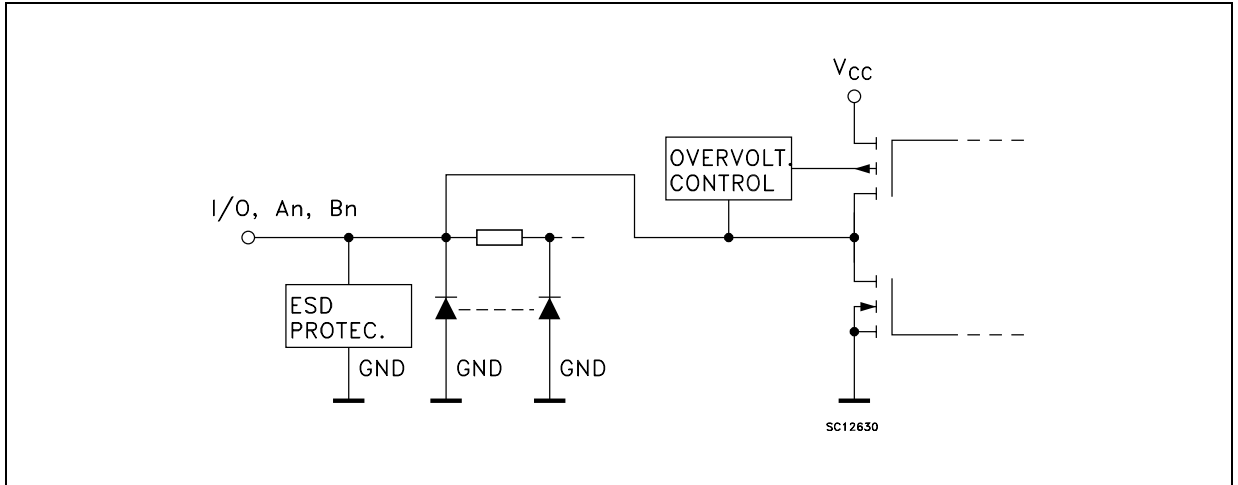 VCC
OVERVOLT.
CONTROL
I/O, An, Bn
ESD
PROTEC.
GND
GND
GND
SC12630